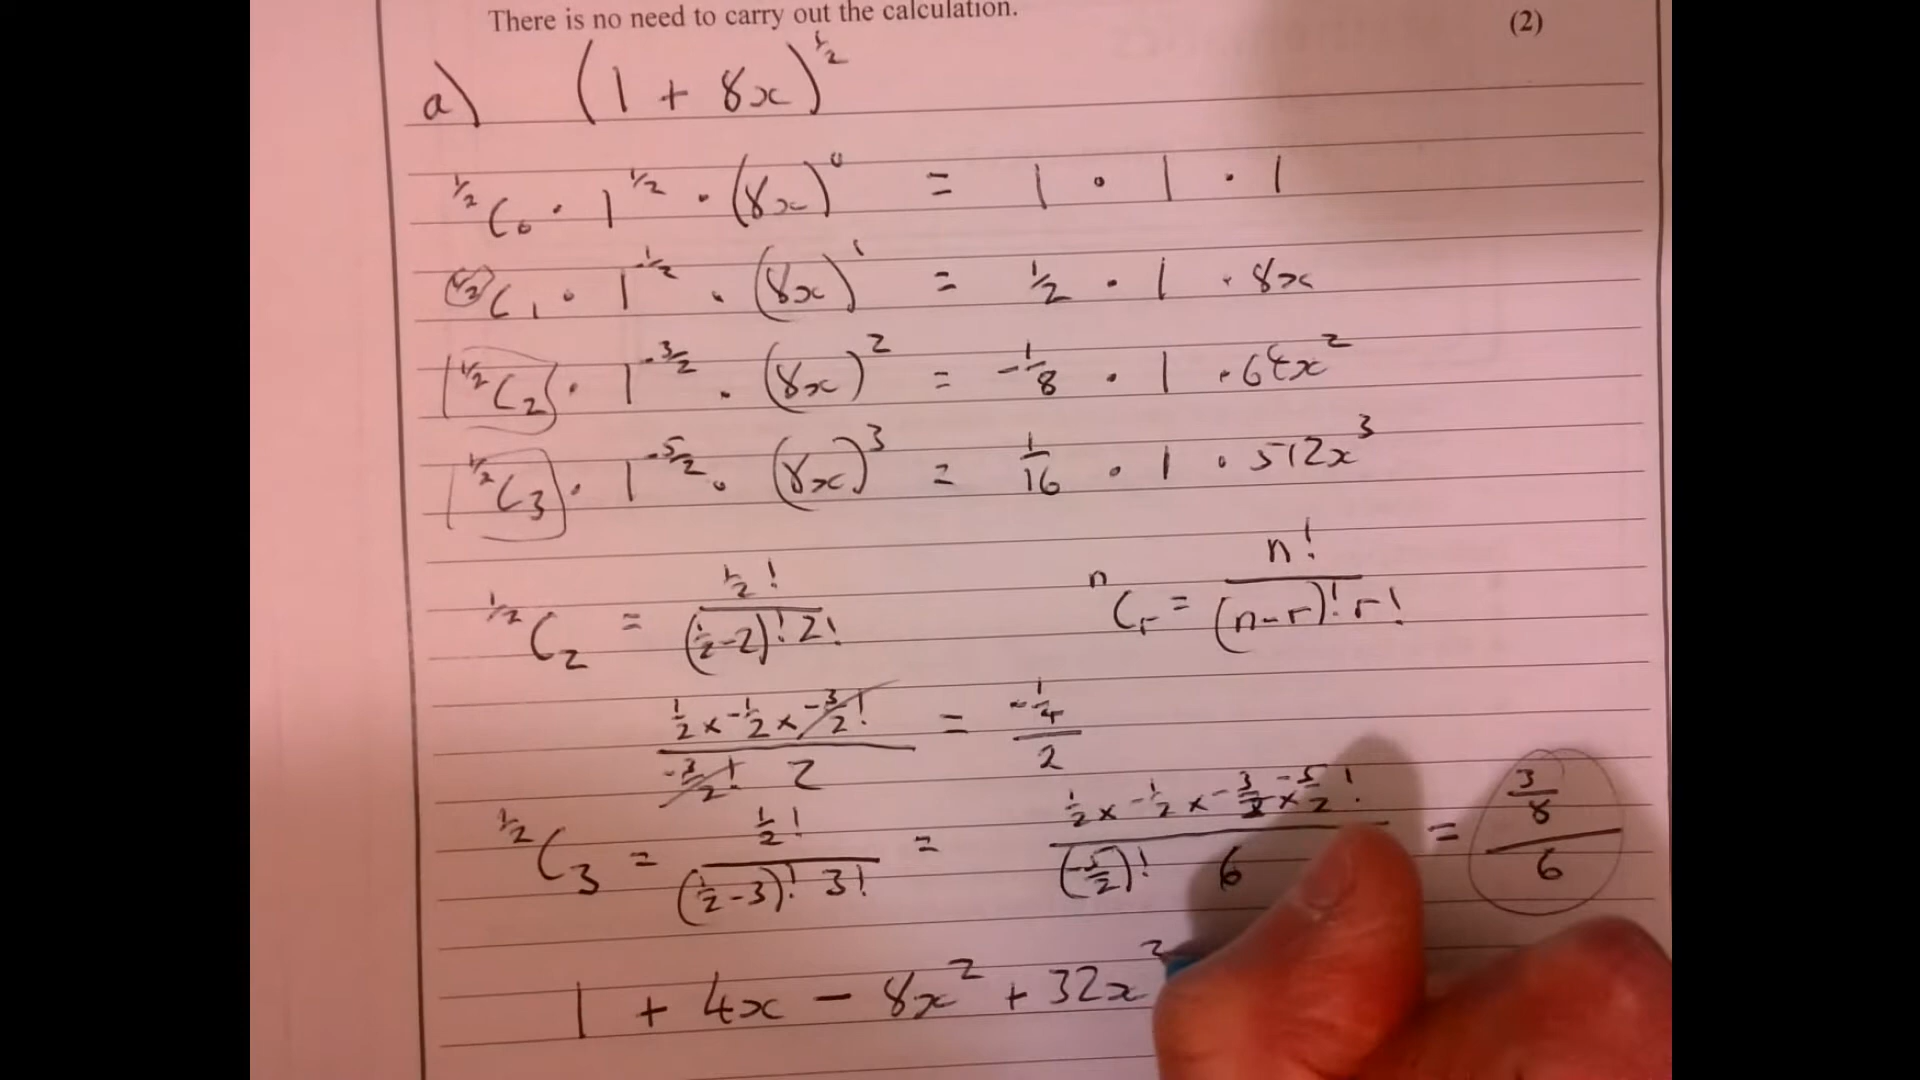 There is no need to carry out the calculation.
(2)
a) (1 + 8x)^½
^½C₀ · 1^½ · (8x)⁰ = 1 · 1 · 1
^½C₁ · 1^-½ · (8x)¹ = ½ · 1 · 8x
^½C₂ · 1^-3/2 · (8x)² = -⅛ · 1 · 64x²
^½C₃ · 1^-5/2 · (8x)³ = 1/16 · 1 · 512x³
^½C₂ = ½! / (½-2)! 2!
ⁿCᵣ = n! / (n-r)! r!
½ × -½ × -3/2! / -3/2! 2 = -¼ / 2
^½C₃ = ½! / (½-3)! 3! = ½ × -½ × -3/2 × -5/2! / (-5/2)! 6 = 3/8 / 6
1 + 4x - 8x² + 32x